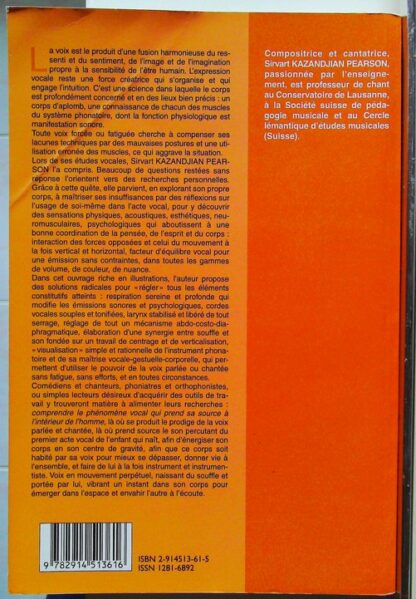 La voix est le produit d'une fusion harmonieuse du res-
senti et du sentiment, de l'image et de l'imagination
propre à la sensibilité de l'être humain. L'expression
vocale reste une force créatrice qui s'organise et qui
engage l'intuition. C'est une science dans laquelle le corps
est profondément concerné et en des lieux bien précis : un
corps d'aplomb, une connaissance de chacun des muscles
du système phonatoire, dont la fonction physiologique est
manifestation sonore.
Toute voix forcée ou fatiguée cherche à compenser ses
lacunes techniques par des mauvaises postures et une uti-
lisation erronée des muscles, ce qui aggrave la situation.
Lors de ses études vocales, Sirvart KAZANDJIAN PEAR-
SON l'a compris. Beaucoup de questions restées sans
réponse l'orientent vers des recherches personnelles.
Grâce à cette quête, elle parvient, en explorant son propre
corps, à maîtriser ses insuffisances par des réflexions sur
l'usage de soi-même dans l'acte vocal, pour y découvrir
des sensations physiques, acoustiques, esthétiques, neu-
romusculaires, psychologiques qui aboutissent à une
bonne coordination de la pensée, de l'esprit et du corps :
interaction des forces opposées et celui du mouvement à
la fois vertical et horizontal, facteur d'équilibre vocal pour
une émission sans contraintes, dans toutes les gammes
de volume, de couleur, de nuance.
Dans cet ouvrage riche en illustrations, l'auteur propose
des solutions radicales pour «régler» tous les éléments
constitutifs atteints : respiration sereine et profonde qui
modifie les émissions sonores et psychologiques, cordes
vocales souples et tonifiées, larynx stabilisé et libéré de tout
serrage, réglage de tout un mécanisme abdo-costo-dia-
phragmatique, élaboration d'une synergie entre souffle et
son fondée sur un travail de centrage et de verticalisation,
«visualisation» simple et rationnelle de l'instrument phona-
toire et de sa maîtrise vocale-gestuelle-corporelle, qui per-
mettent d'utiliser le pouvoir de la voix parlée ou chantée
sans fatigue, sans efforts, et en toutes circonstances.
Comédiens et chanteurs, phoniatres et orthophonistes,
ou simples lecteurs désireux d'acquérir des outils de tra-
vail y trouveront matière à alimenter leurs recherches :
comprendre le phénomène vocal qui prend sa source à
l'intérieur de l'homme, là où se produit le prodige de la voix
parlée et chantée, là où prend source le son percutant du
premier acte vocal de l'enfant qui naît, afin d'énergiser son
corps en son centre de gravité, afin que ce corps soit
habité par sa voix pour mieux se dépasser, donner vie à
l'ensemble, et faire de lui à la fois instrument et instrumen-
tiste. Voix en mouvement perpétuel, naissant du souffle et
portée par lui, vibrant un instant dans son corps pour
émerger dans l'espace et envahir l'autre à l'écoute.
Compositrice et cantatrice,
Sirvart KAZANDJIAN PEARSON,
passionnée par l'enseigne-
ment, est professeur de chant
au Conservatoire de Lausanne,
à la Société suisse de péda-
gogie musicale et au Cercle
lémantique d'études musicales
(Suisse).
ISBN 2-914513-61-5
ISSN 1281-6892
9 782914 513616